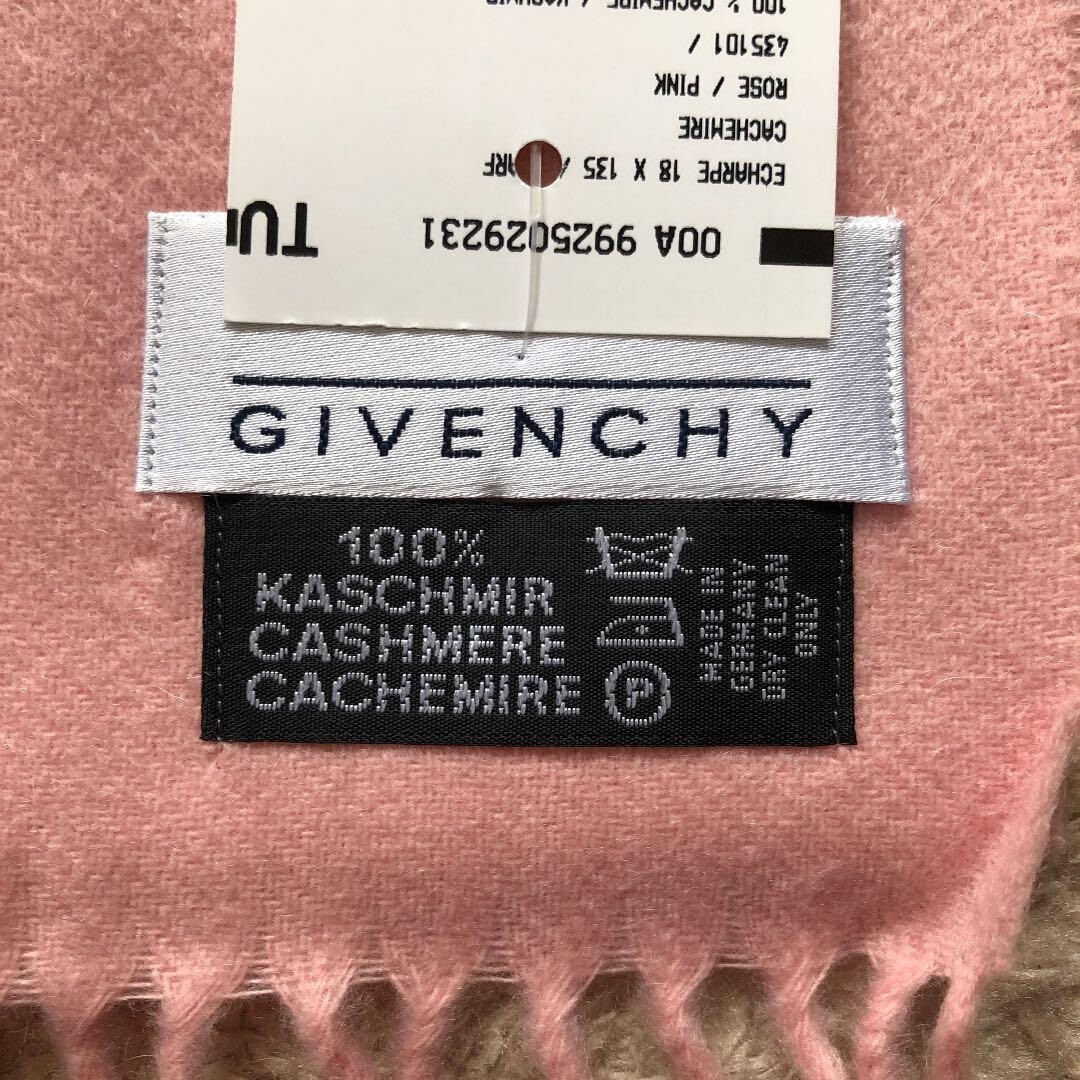 00A 9925029231
TU
ECHARPE 18 X 135 /
CACHEMIRE
ROSE / PINK
435101 /
100 % CACHEMIRE /
GIVENCHY
100%
KASCHMIR
CASHMERE
CACHEMIRE
P
MADE IN
GERMANY
DRY CLEAN
ONLY